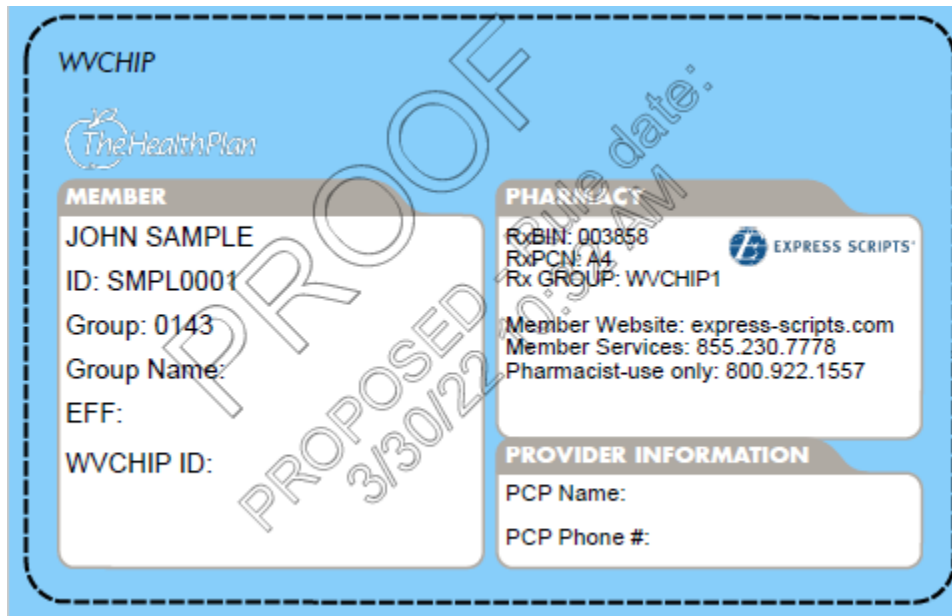 WVCHIP
TheHealthPlan
MEMBER
JOHN SAMPLE
ID: SMPL0001
Group: 0143
Group Name:
EFF:
WVCHIP ID:
PHARMACY
RxBIN: 003858
RxPCN: A4
Rx GROUP: WVCHIP1
EXPRESS SCRIPTS
Member Website: express-scripts.com
Member Services: 855.230.7778
Pharmacist-use only: 800.922.1557
PROVIDER INFORMATION
PCP Name:
PCP Phone #:
PROOF
PROPOSED date:
3/30/22 AM